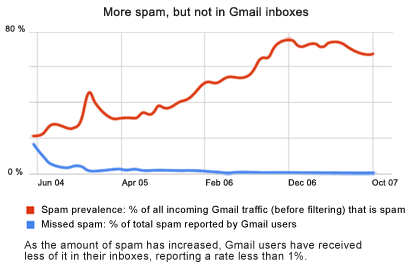 More spam, but not in Gmail inboxes
80 %
0 %
Jun 04 Apr 05 Feb 06 Dec 06 Oct 07
Spam prevalence: % of all incoming Gmail traffic (before filtering) that is spam
Missed spam: % of total spam reported by Gmail users
As the amount of spam has increased, Gmail users have received
less of it in their inboxes, reporting a rate less than 1%.